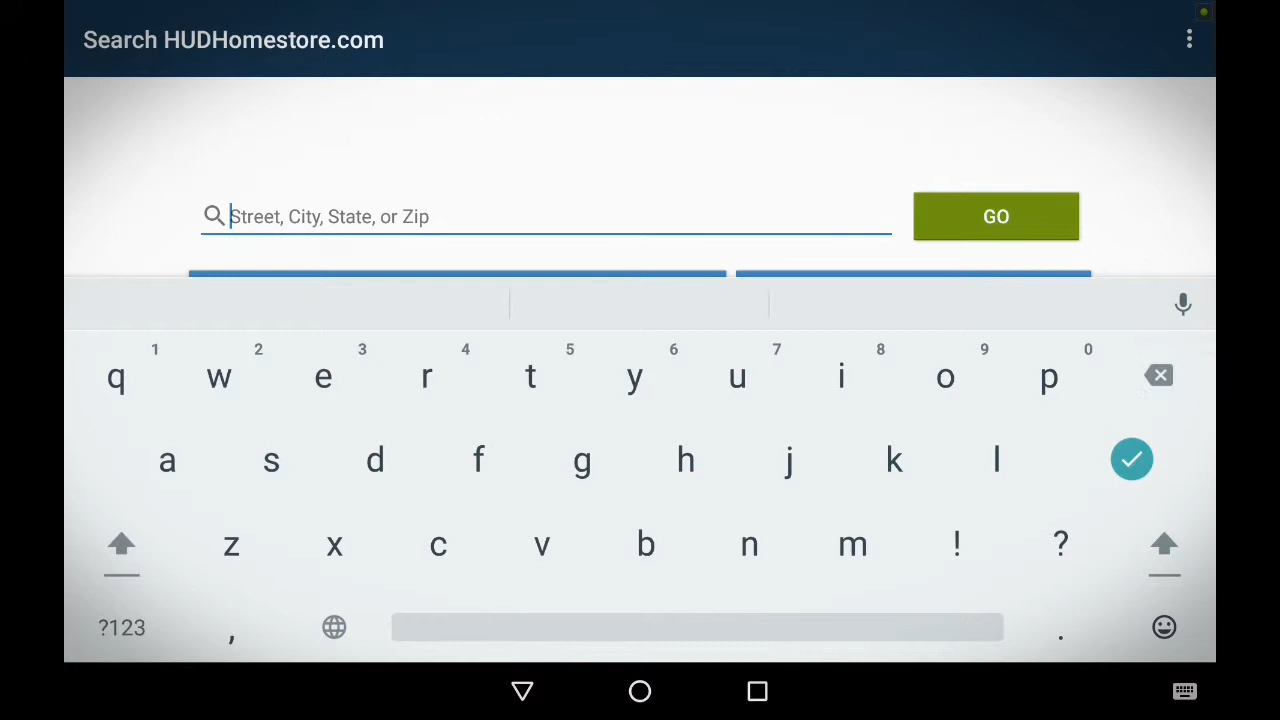 Search HUDHomestore.com
Street, City, State, or Zip
GO
1 2 3 4 5 6 7 8 9 0
q w e r t y u i o p
a s d f g h j k l
z x c v b n m ! ?
?123 , .